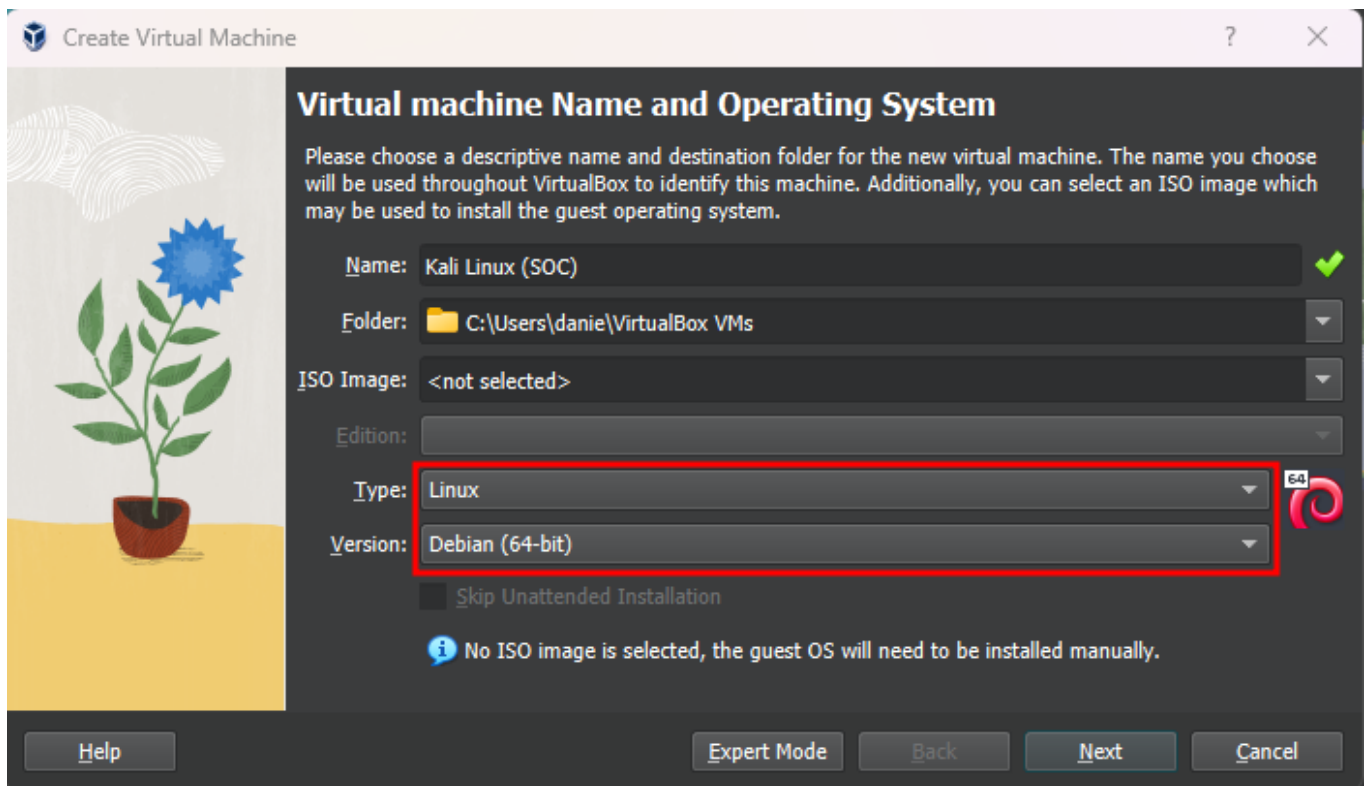 Create Virtual Machine
?
Virtual machine Name and Operating System
Please choose a descriptive name and destination folder for the new virtual machine. The name you choose
will be used throughout VirtualBox to identify this machine. Additionally, you can select an ISO image which
may be used to install the guest operating system.
Name: Kali Linux (SOC)
Folder: C:\Users\danie\VirtualBox VMs
ISO Image: <not selected>
Edition:
Type: Linux
64
Version: Debian (64-bit)
Skip Unattended Installation
No ISO image is selected, the guest OS will need to be installed manually.
Help Expert Mode Back Next Cancel